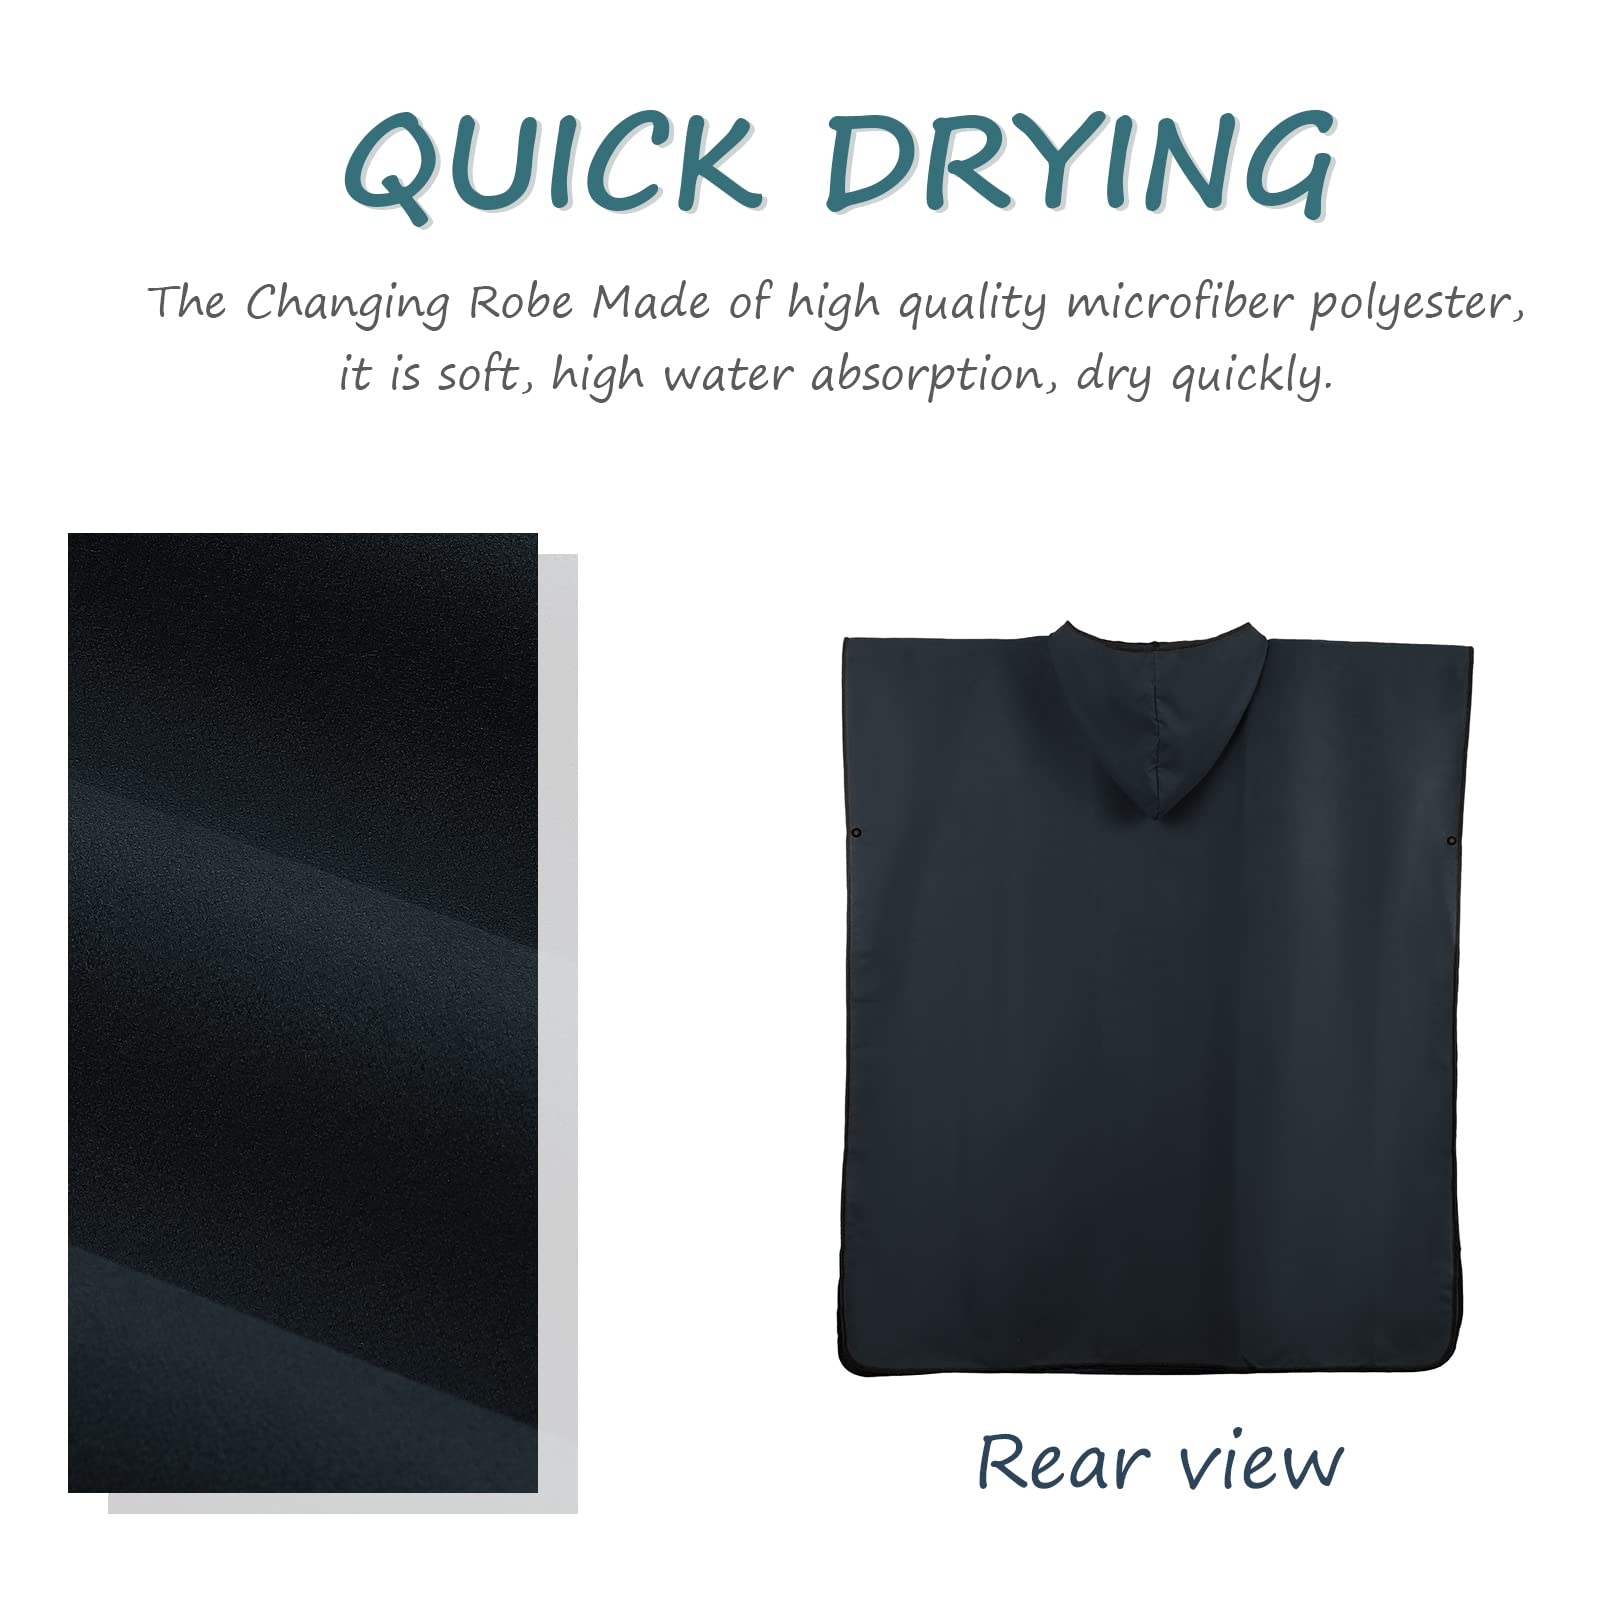 QUICK DRYING
The Changing Robe Made of high quality microfiber polyester,
it is soft, high water absorption, dry quickly.
Rear view